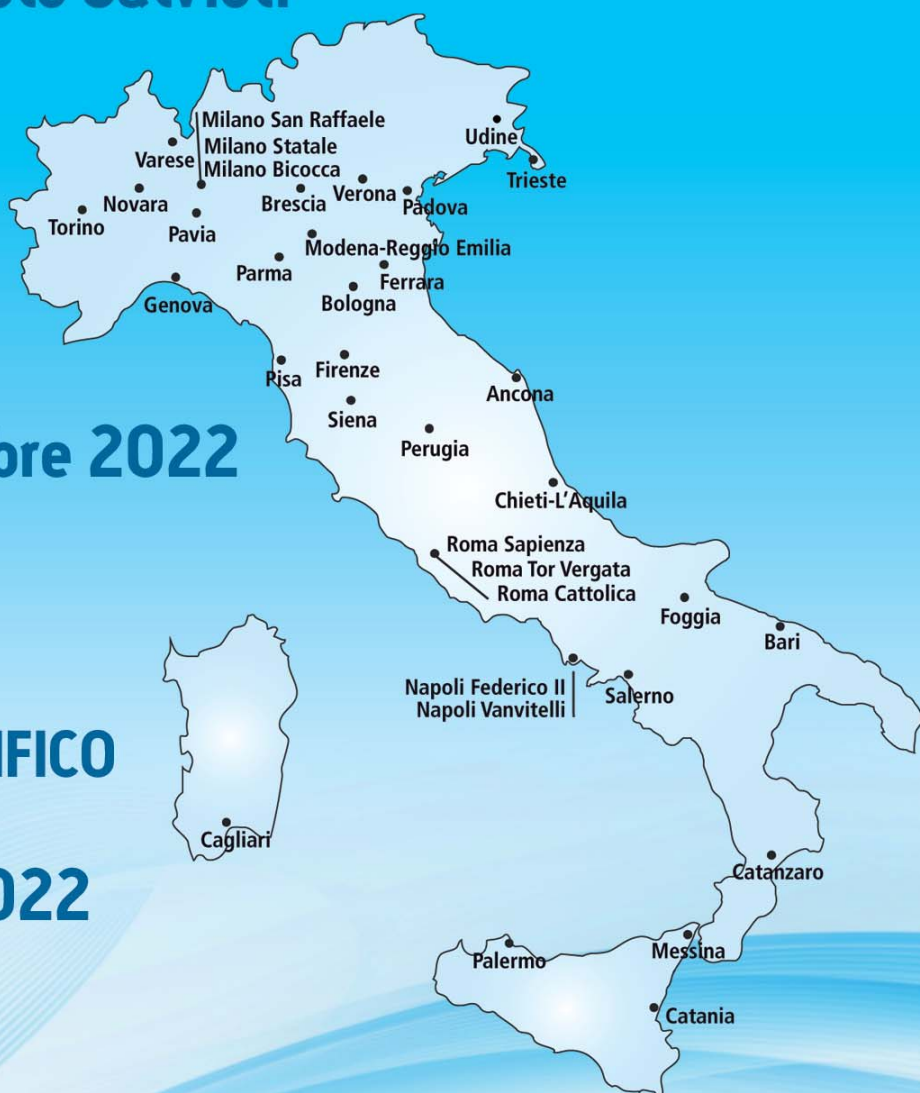 Milano San Raffaele
Udine
Milano Statale
Varese
Milano Bicocca
Trieste
Verona
Brescia
Novara
Padova
Torino
Pavia
Modena-Reggio Emilia
Parma
Ferrara
Genova
Bologna
Firenze
Pisa
Ancona
Siena
2022
Perugia
Chieti-L'Aquila
Roma Sapienza
Roma Tor Vergata
Roma Cattolica
Foggia
Bari
Napoli Federico II
Salerno
Napoli Vanvitelli
IFICO
Cagliari
Catanzaro
022
Messina
Palermo
Catania